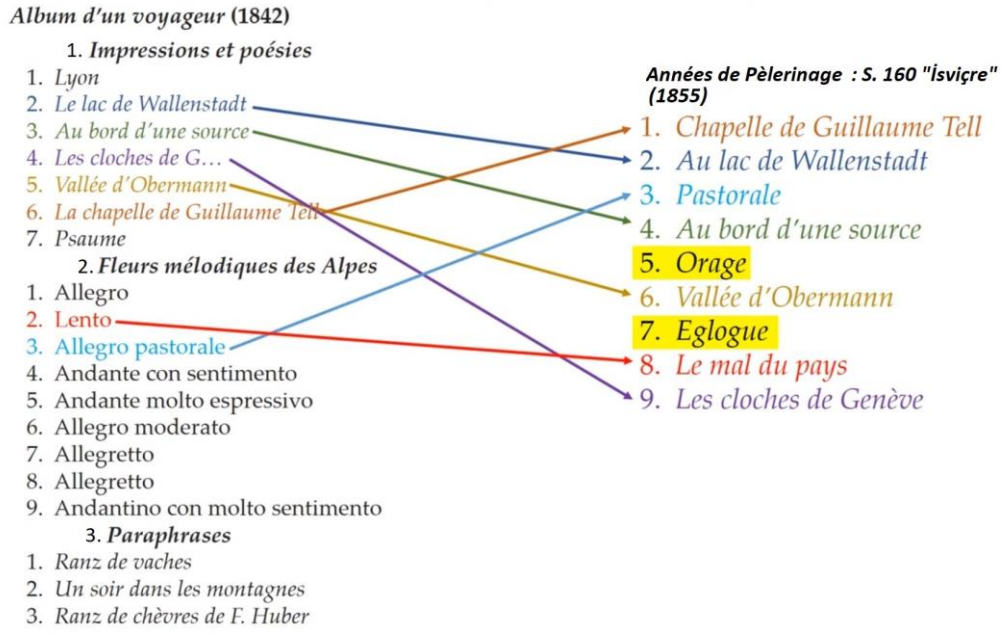 Album d'un voyageur (1842)
1. Impressions et poésies
1. Lyon
2. Le lac de Wallenstadt
3. Au bord d'une source
4. Les cloches de G…
5. Vallée d'Obermann
6. La chapelle de Guillaume Tell
7. Psaume
2. Fleurs mélodiques des Alpes
1. Allegro
2. Lento
3. Allegro pastorale
4. Andante con sentimento
5. Andante molto espressivo
6. Allegro moderato
7. Allegretto
8. Allegretto
9. Andantino con molto sentimento
3. Paraphrases
1. Ranz de vaches
2. Un soir dans les montagnes
3. Ranz de chèvres de F. Huber
Années de Pèlerinage : S. 160 "İsviçre"
(1855)
1. Chapelle de Guillaume Tell
2. Au lac de Wallenstadt
3. Pastorale
4. Au bord d'une source
5. Orage
6. Vallée d'Obermann
7. Eglogue
8. Le mal du pays
9. Les cloches de Genève